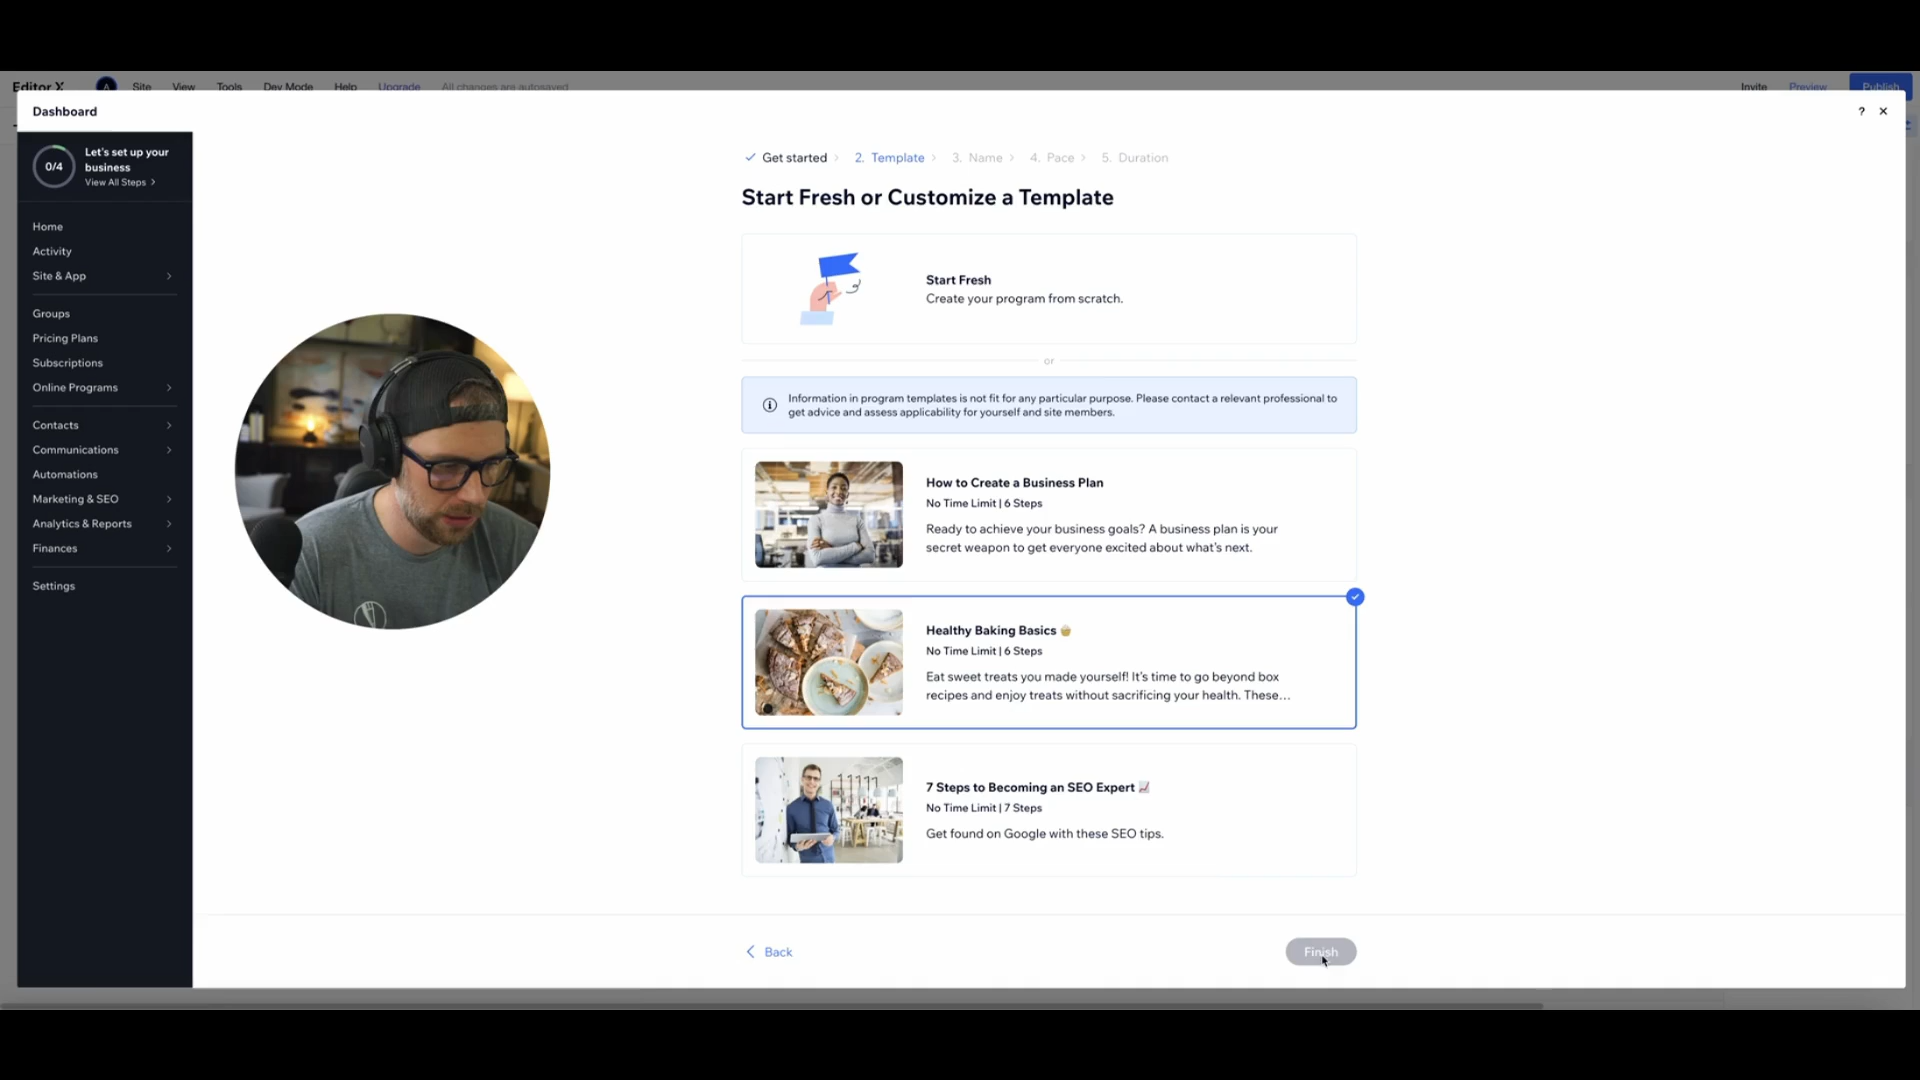 Editor X
A
Site
View
Tools
Dev Mode
Help
Upgrade
All changes are autosaved
Invite
Preview
Publish
Dashboard
?
0/4
Let's set up your
business
View All Steps
Home
Activity
Site & App
Groups
Pricing Plans
Subscriptions
Online Programs
Contacts
Communications
Automations
Marketing & SEO
Analytics & Reports
Finances
Settings
Get started
2. Template
3. Name
4. Pace
5. Duration
Start Fresh or Customize a Template
Start Fresh
Create your program from scratch.
or
Information in program templates is not fit for any particular purpose. Please contact a relevant professional to
get advice and assess applicability for yourself and site members.
How to Create a Business Plan
No Time Limit | 6 Steps
Ready to achieve your business goals? A business plan is your
secret weapon to get everyone excited about what's next.
Healthy Baking Basics 🧁
No Time Limit | 6 Steps
Eat sweet treats you made yourself! It's time to go beyond box
recipes and enjoy treats without sacrificing your health. These...
7 Steps to Becoming an SEO Expert 📈
No Time Limit | 7 Steps
Get found on Google with these SEO tips.
Back
Finish